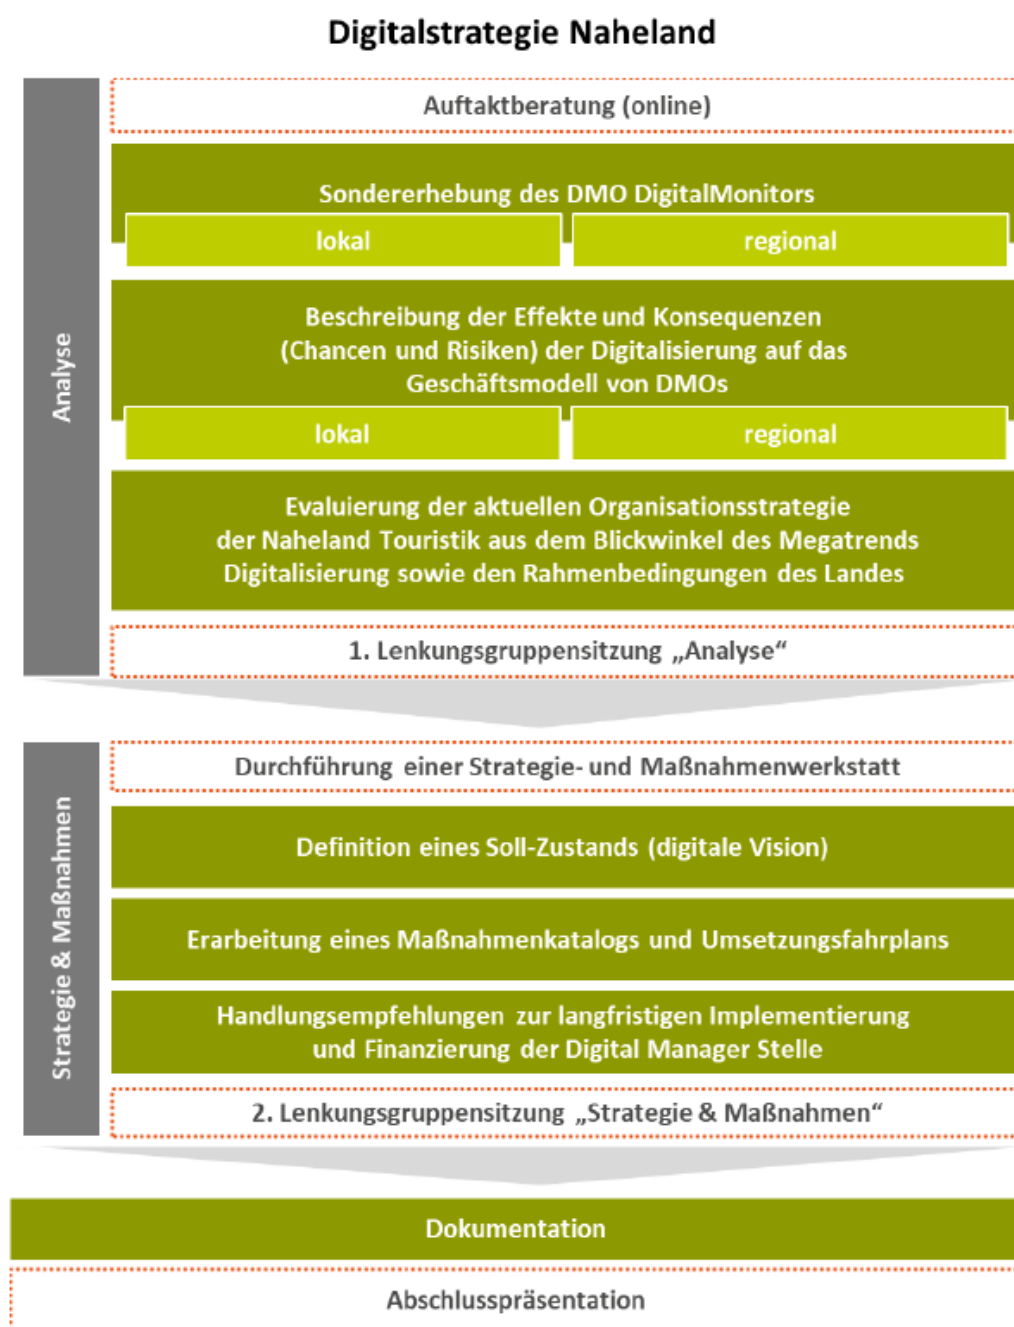 Digitalstrategie Naheland
Analyse
Auftaktberatung (online)
Sondererhebung des DMO DigitalMonitors
lokal
regional
Beschreibung der Effekte und Konsequenzen
(Chancen und Risiken) der Digitalisierung auf das
Geschäftsmodell von DMOs
lokal
regional
Evaluierung der aktuellen Organisationsstrategie
der Naheland Touristik aus dem Blickwinkel des Megatrends
Digitalisierung sowie den Rahmenbedingungen des Landes
1. Lenkungsgruppensitzung „Analyse“
Strategie & Maßnahmen
Durchführung einer Strategie- und Maßnahmenwerkstatt
Definition eines Soll-Zustands (digitale Vision)
Erarbeitung eines Maßnahmenkatalogs und Umsetzungsfahrplans
Handlungsempfehlungen zur langfristigen Implementierung
und Finanzierung der Digital Manager Stelle
2. Lenkungsgruppensitzung „Strategie & Maßnahmen“
Dokumentation
Abschlusspräsentation